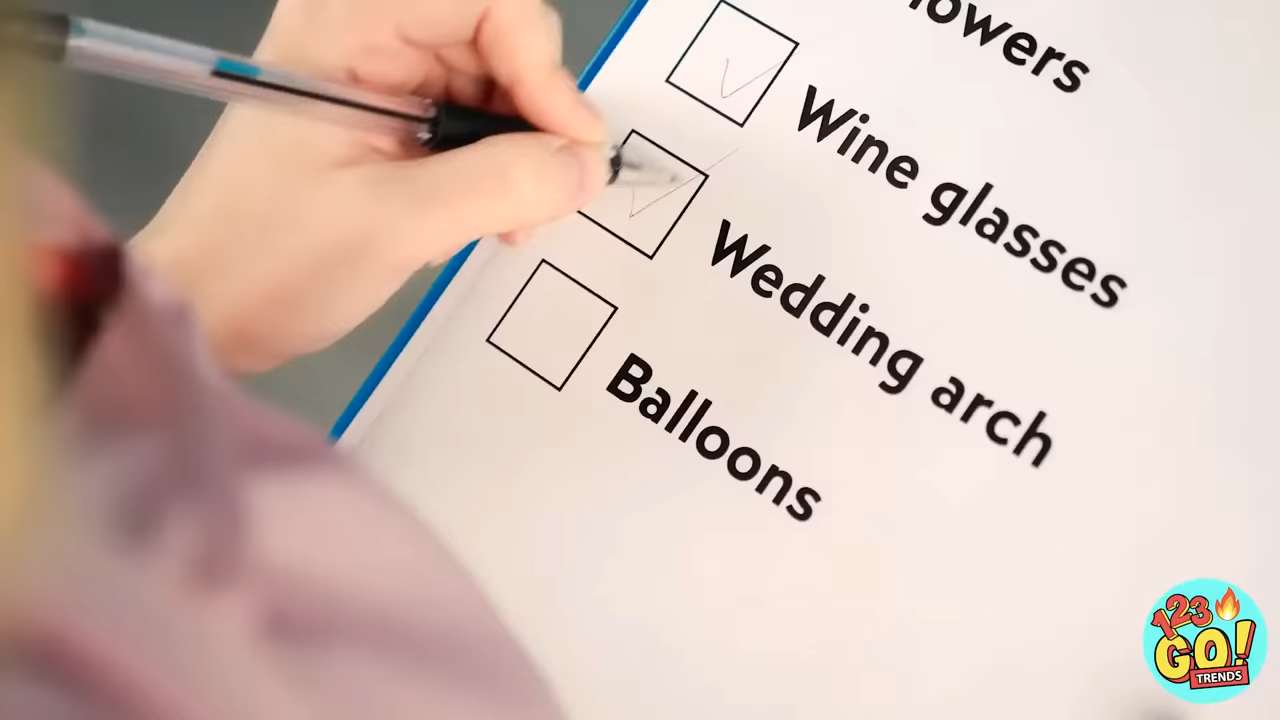 Wine glasses
Wedding arch
Balloons
123
GO!
TRENDS